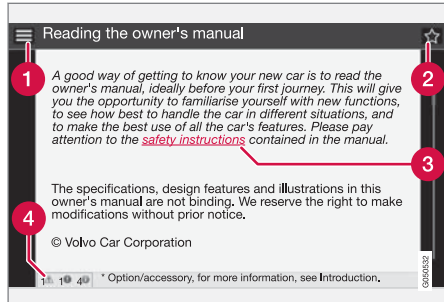 Reading the owner's manual
1
2
A good way of getting to know your new car is to read the
owner's manual, ideally before your first journey. This will give
you the opportunity to familiarise yourself with new functions,
to see how best to handle the car in different situations, and
to make the best use of all the car's features. Please pay
attention to the safety instructions contained in the manual.
3
The specifications, design features and illustrations in this
owner's manual are not binding. We reserve the right to make
modifications without prior notice.
4
© Volvo Car Corporation
1 1 4 * Option/accessory, for more information, see Introduction.
G050532